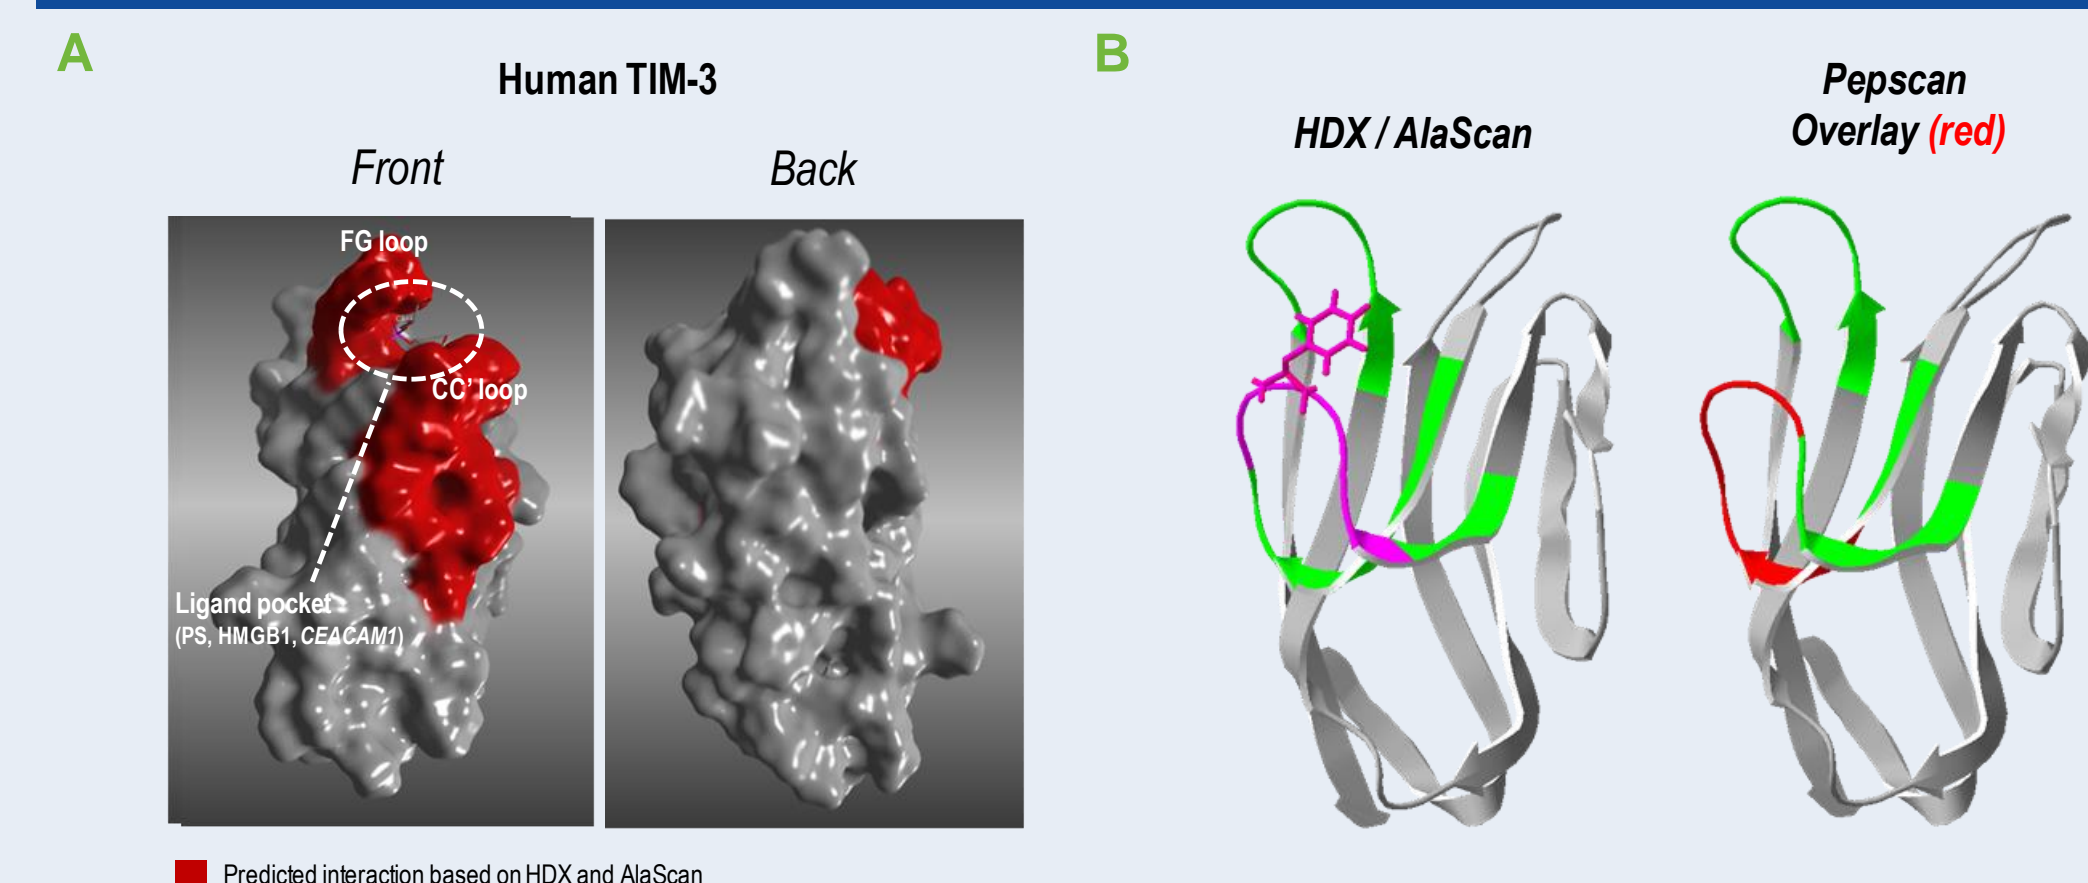 A
Human TIM-3
Front
Back
FG loop
CC' loop
Ligand pocket
(PS, HMGB1, CEACAM1)
Predicted interaction based on HDX and AlaScan
B
HDX / AlaScan
Pepscan
Overlay (red)